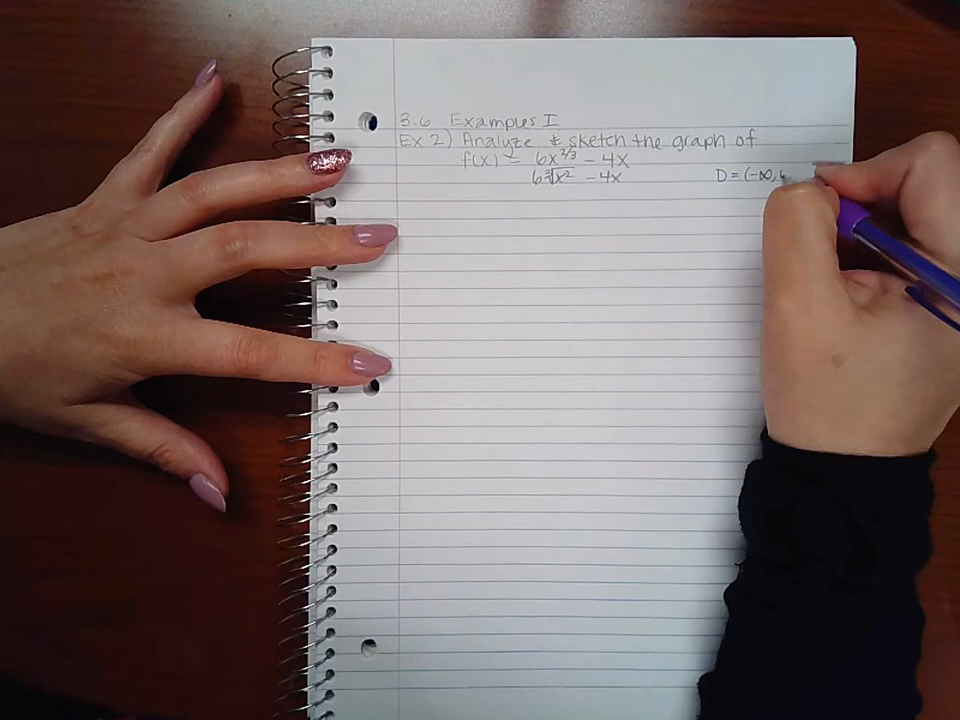 3.6 Examples I
Ex 2) Analyze & sketch the graph of
f(x) = 6x^(2/3) - 4x
6∛x² - 4x D = (-∞,